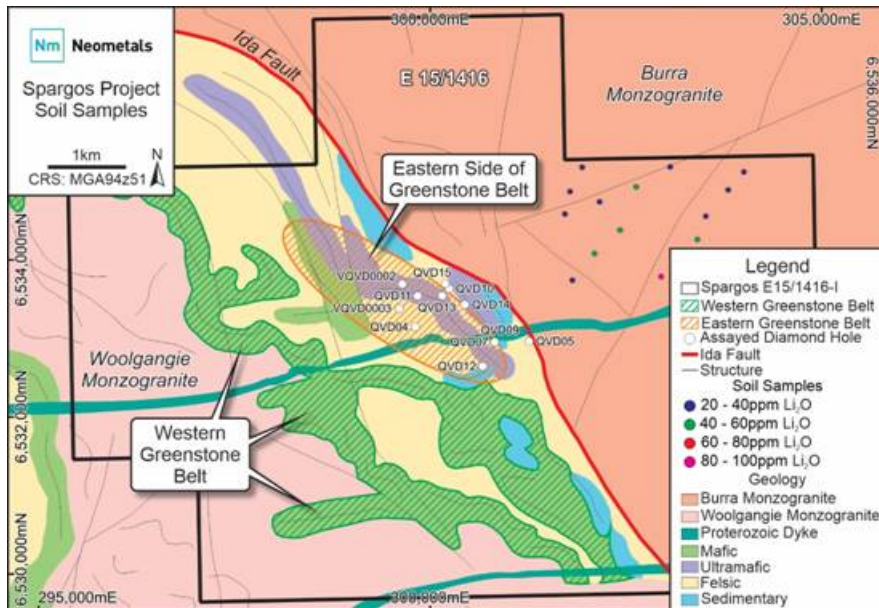 Nm Neometals
Spargos Project
Soil Samples
1km
N
CRS: MGA94z51
300,000mE
305,000mE
6,536,000mN
Ida Fault
E 15/1416
Burra
Monzogranite
Eastern Side of
Greenstone Belt
6,534,000mN
VQVD0002
QVD15
QVD10
QVD11
QVD13
QVD14
VQVD0003
QVD04
QVD09
QVD07
QVD05
QVD12
Woolgangie
Monzogranite
6,532,000mN
Western
Greenstone
Belt
6,530,000mN
295,000mE
Legend
Spargos E15/1416-I
Western Greenstone Belt
Eastern Greenstone Belt
Assayed Diamond Hole
Ida Fault
Structure
Soil Samples
20 - 40ppm Li₂O
40 - 60ppm Li₂O
60 - 80ppm Li₂O
80 - 100ppm Li₂O
Geology
Burra Monzogranite
Woolgangie Monzogranite
Proterozoic Dyke
Mafic
Ultramafic
Felsic
Sedimentary